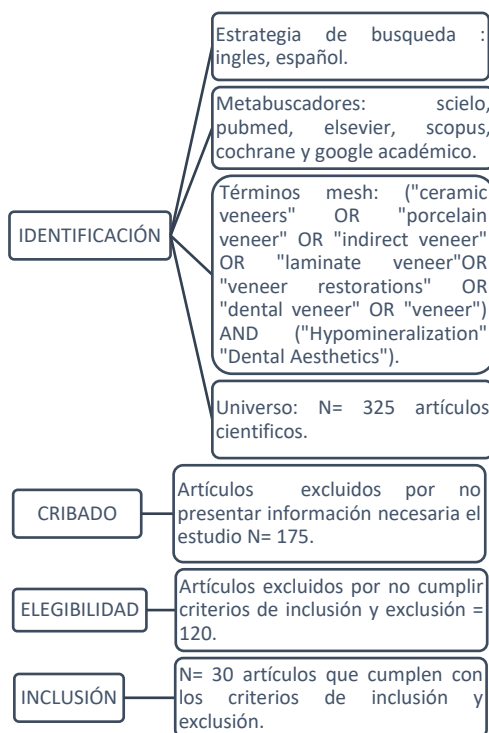 Estrategia de busqueda :
ingles, español.
Metabuscadores: scielo,
pubmed, elsevier, scopus,
cochrane y google académico.
IDENTIFICACIÓN
Términos mesh: ("ceramic
veneers" OR "porcelain
veneer" OR "indirect veneer"
OR "laminate veneer"OR
"veneer restorations" OR
"dental veneer" OR "veneer")
AND ("Hypomineralization"
"Dental Aesthetics").
Universo: N= 325 artículos
cientificos.
CRIBADO
Artículos excluidos por no
presentar información necesaria el
estudio N= 175.
ELEGIBILIDAD
Artículos excluidos por no cumplir
criterios de inclusión y exclusión =
120.
INCLUSIÓN
N= 30 artículos que cumplen con
los criterios de inclusión y
exclusión.